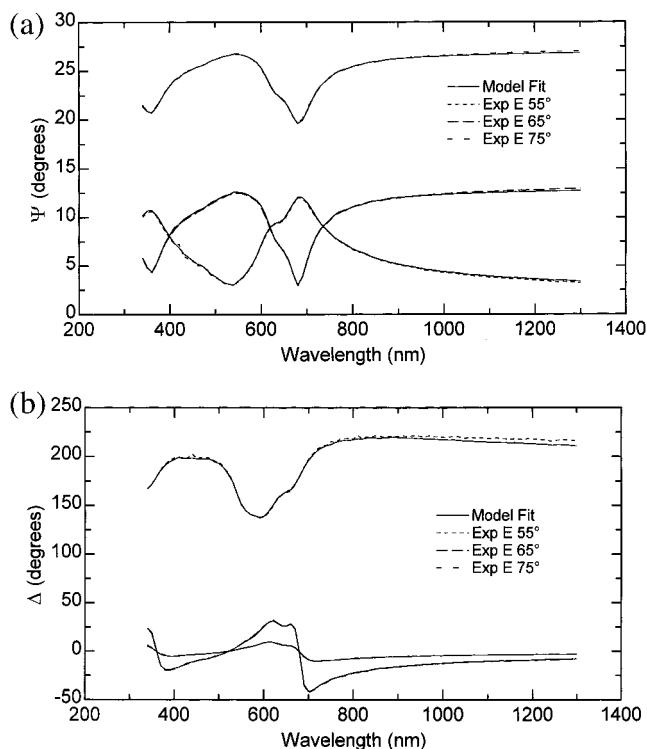 (a)
30
25
20
15
10
5
0
Ψ (degrees)
Model Fit
Exp E 55°
Exp E 65°
Exp E 75°
200 400 600 800 1000 1200 1400
Wavelength (nm)
(b)
250
200
150
100
50
0
-50
Δ (degrees)
Model Fit
Exp E 55°
Exp E 65°
Exp E 75°
200 400 600 800 1000 1200 1400
Wavelength (nm)